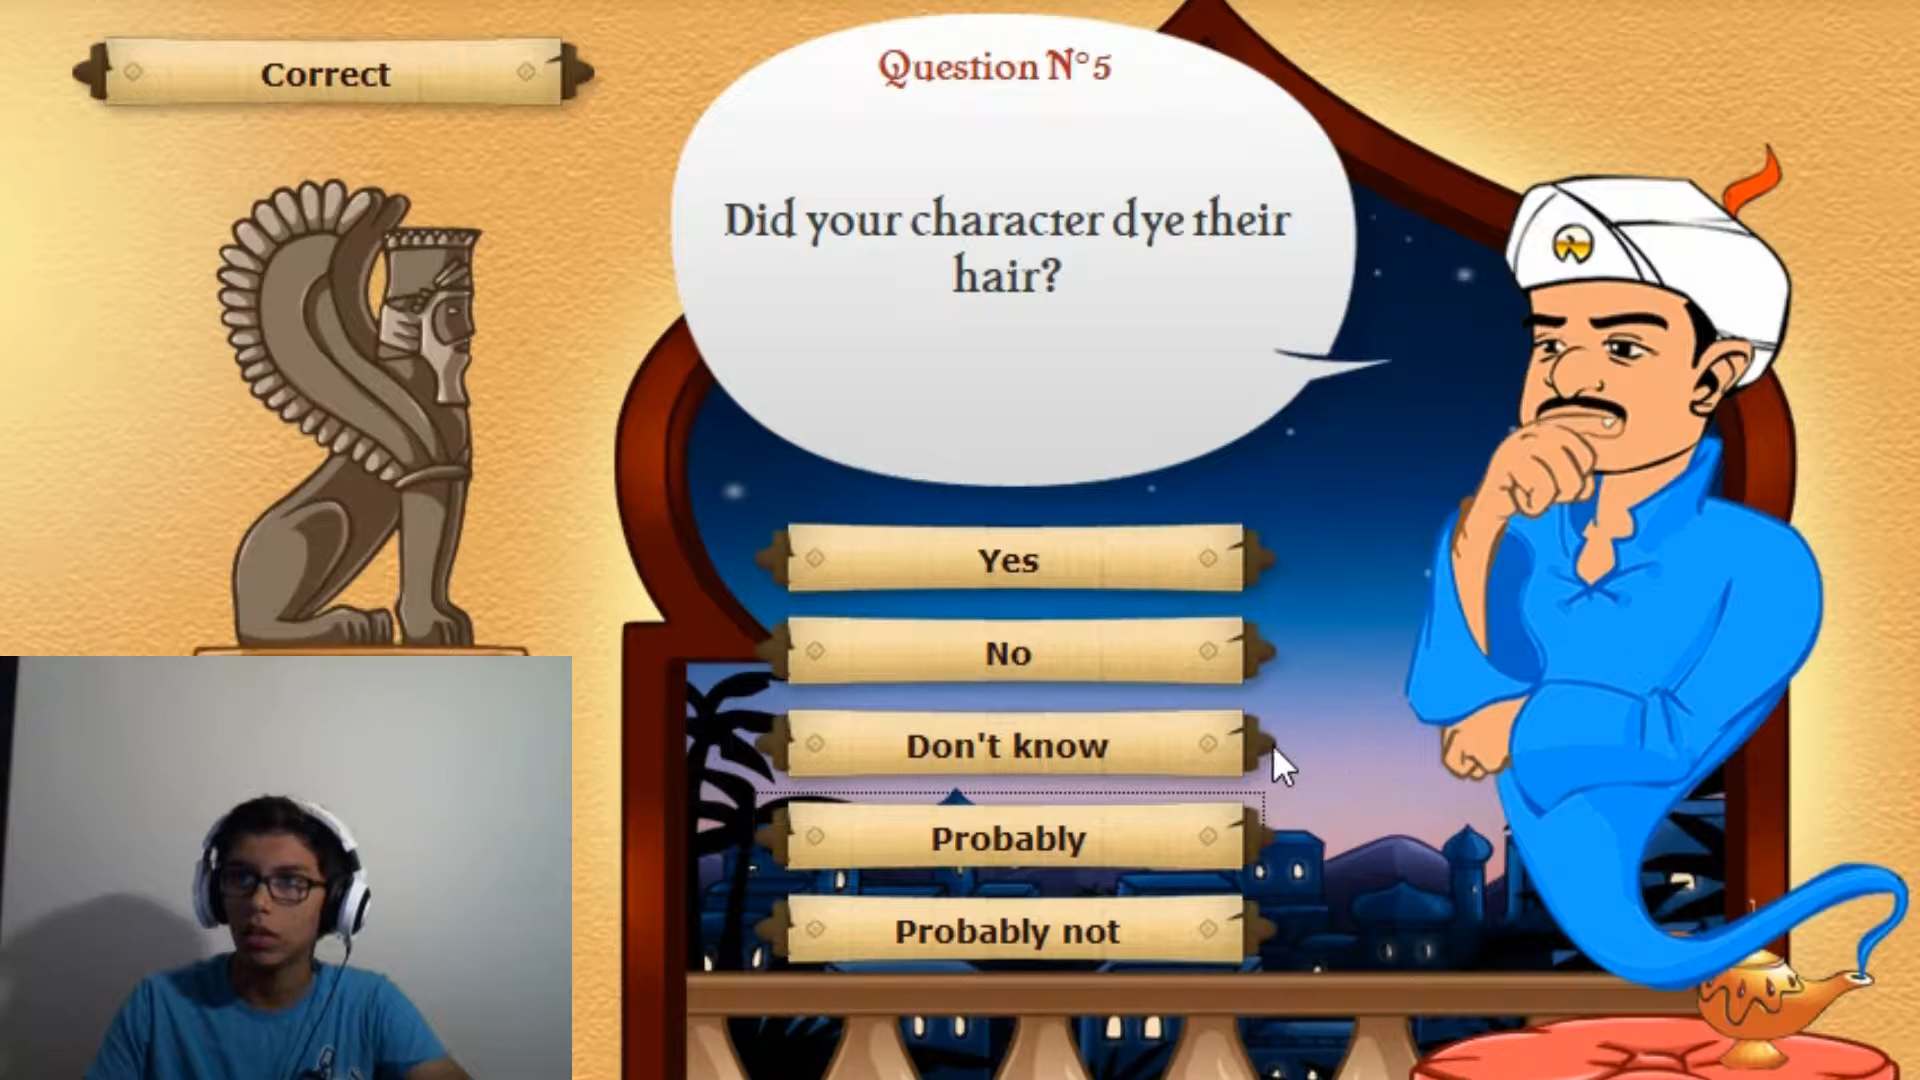 Correct
Question N°5
Did your character dye their
hair?
Yes
No
Don't know
Probably
Probably not